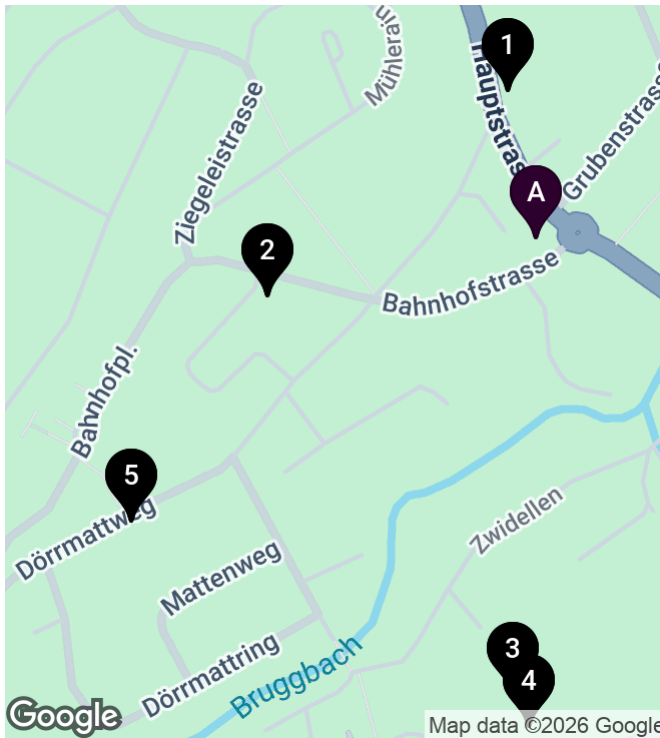 1
Mühlerain
Hauptstrass
Grubenstrasse
Ziegeleistrasse
A
2
Bahnhofstrasse
Bahnhofpl.
5
Dörrmattweg
Zwidellen
Mattenweg
3
Bruggbach
4
Dörrmattring
Google
Map data ©2026 Google